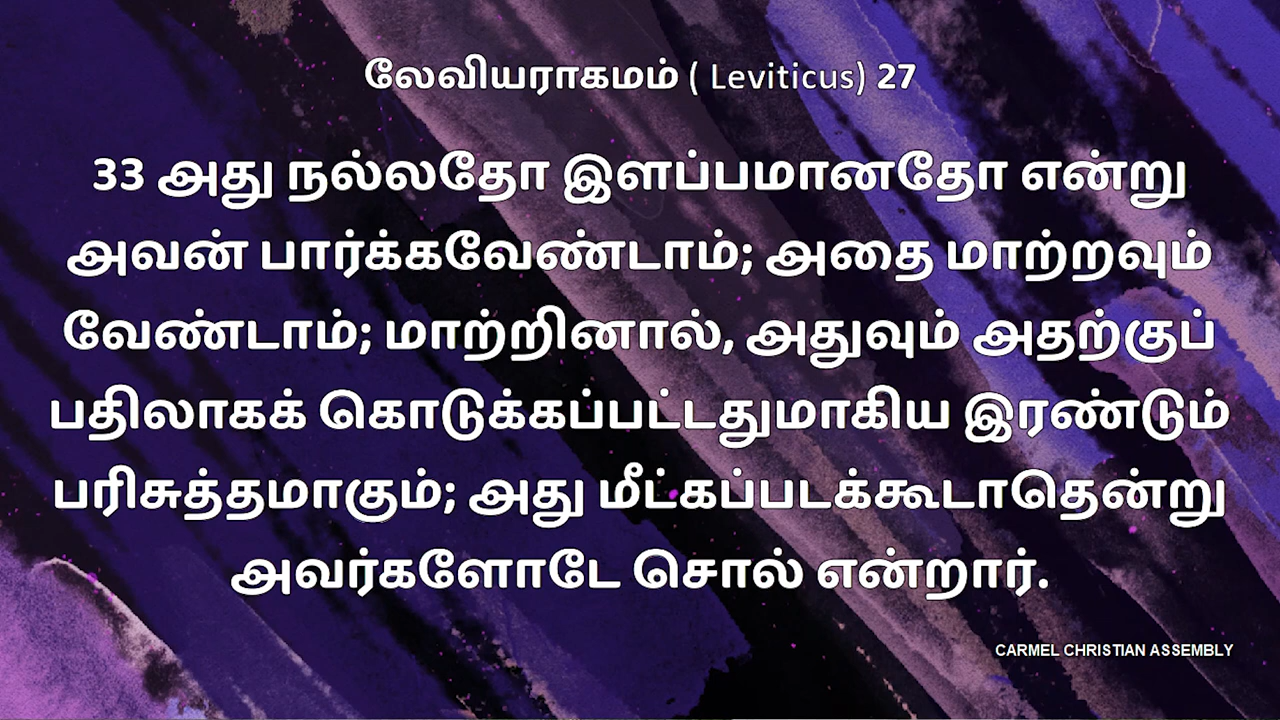 லேவியராகமம் ( Leviticus) 27
33 அது நல்லதோ இளப்பமானதோ என்று
அவன் பார்க்கவேண்டாம்; அதை மாற்றவும்
வேண்டாம்; மாற்றினால், அதுவும் அதற்குப்
பதிலாகக் கொடுக்கப்பட்டதுமாகிய இரண்டும்
பரிசுத்தமாகும்; அது மீட்கப்படக்கூடாதென்று
அவர்களோடே சொல் என்றார்.
CARMEL CHRISTIAN ASSEMBLY